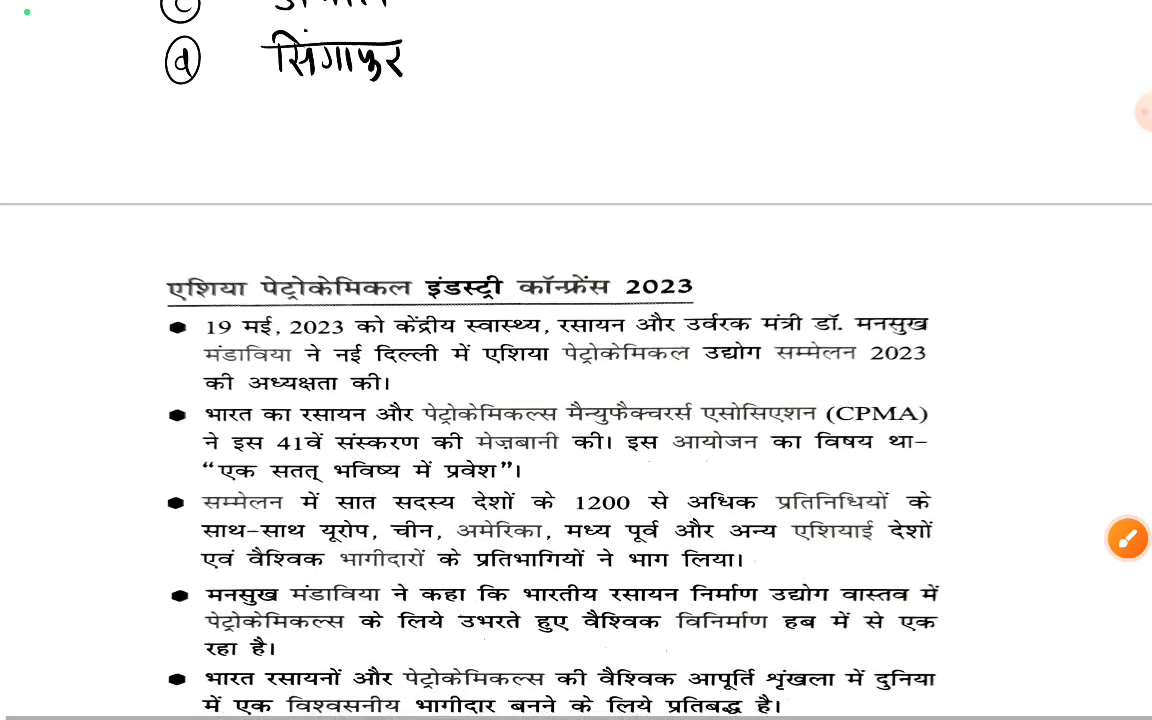 (c)
(d) सिंगापुर
एशिया पेट्रोकेमिकल इंडस्ट्री कॉन्फ्रेंस 2023
● 19 मई, 2023 को केंद्रीय स्वास्थ्य, रसायन और उर्वरक मंत्री डॉ. मनसुख
मंडाविया ने नई दिल्ली में एशिया पेट्रोकेमिकल उद्योग सम्मेलन 2023
की अध्यक्षता की।
● भारत का रसायन और पेट्रोकेमिकल्स मैन्युफैक्चरर्स एसोसिएशन (CPMA)
ने इस 41वें संस्करण की मेज़बानी की। इस आयोजन का विषय था-
“एक सतत् भविष्य में प्रवेश”।
● सम्मेलन में सात सदस्य देशों के 1200 से अधिक प्रतिनिधियों के
साथ-साथ यूरोप, चीन, अमेरिका, मध्य पूर्व और अन्य एशियाई देशों
एवं वैश्विक भागीदारों के प्रतिभागियों ने भाग लिया।
● मनसुख मंडाविया ने कहा कि भारतीय रसायन निर्माण उद्योग वास्तव में
पेट्रोकेमिकल्स के लिये उभरते हुए वैश्विक विनिर्माण हब में से एक
रहा है।
● भारत रसायनों और पेट्रोकेमिकल्स की वैश्विक आपूर्ति शृंखला में दुनिया
में एक विश्वसनीय भागीदार बनने के लिये प्रतिबद्ध है।